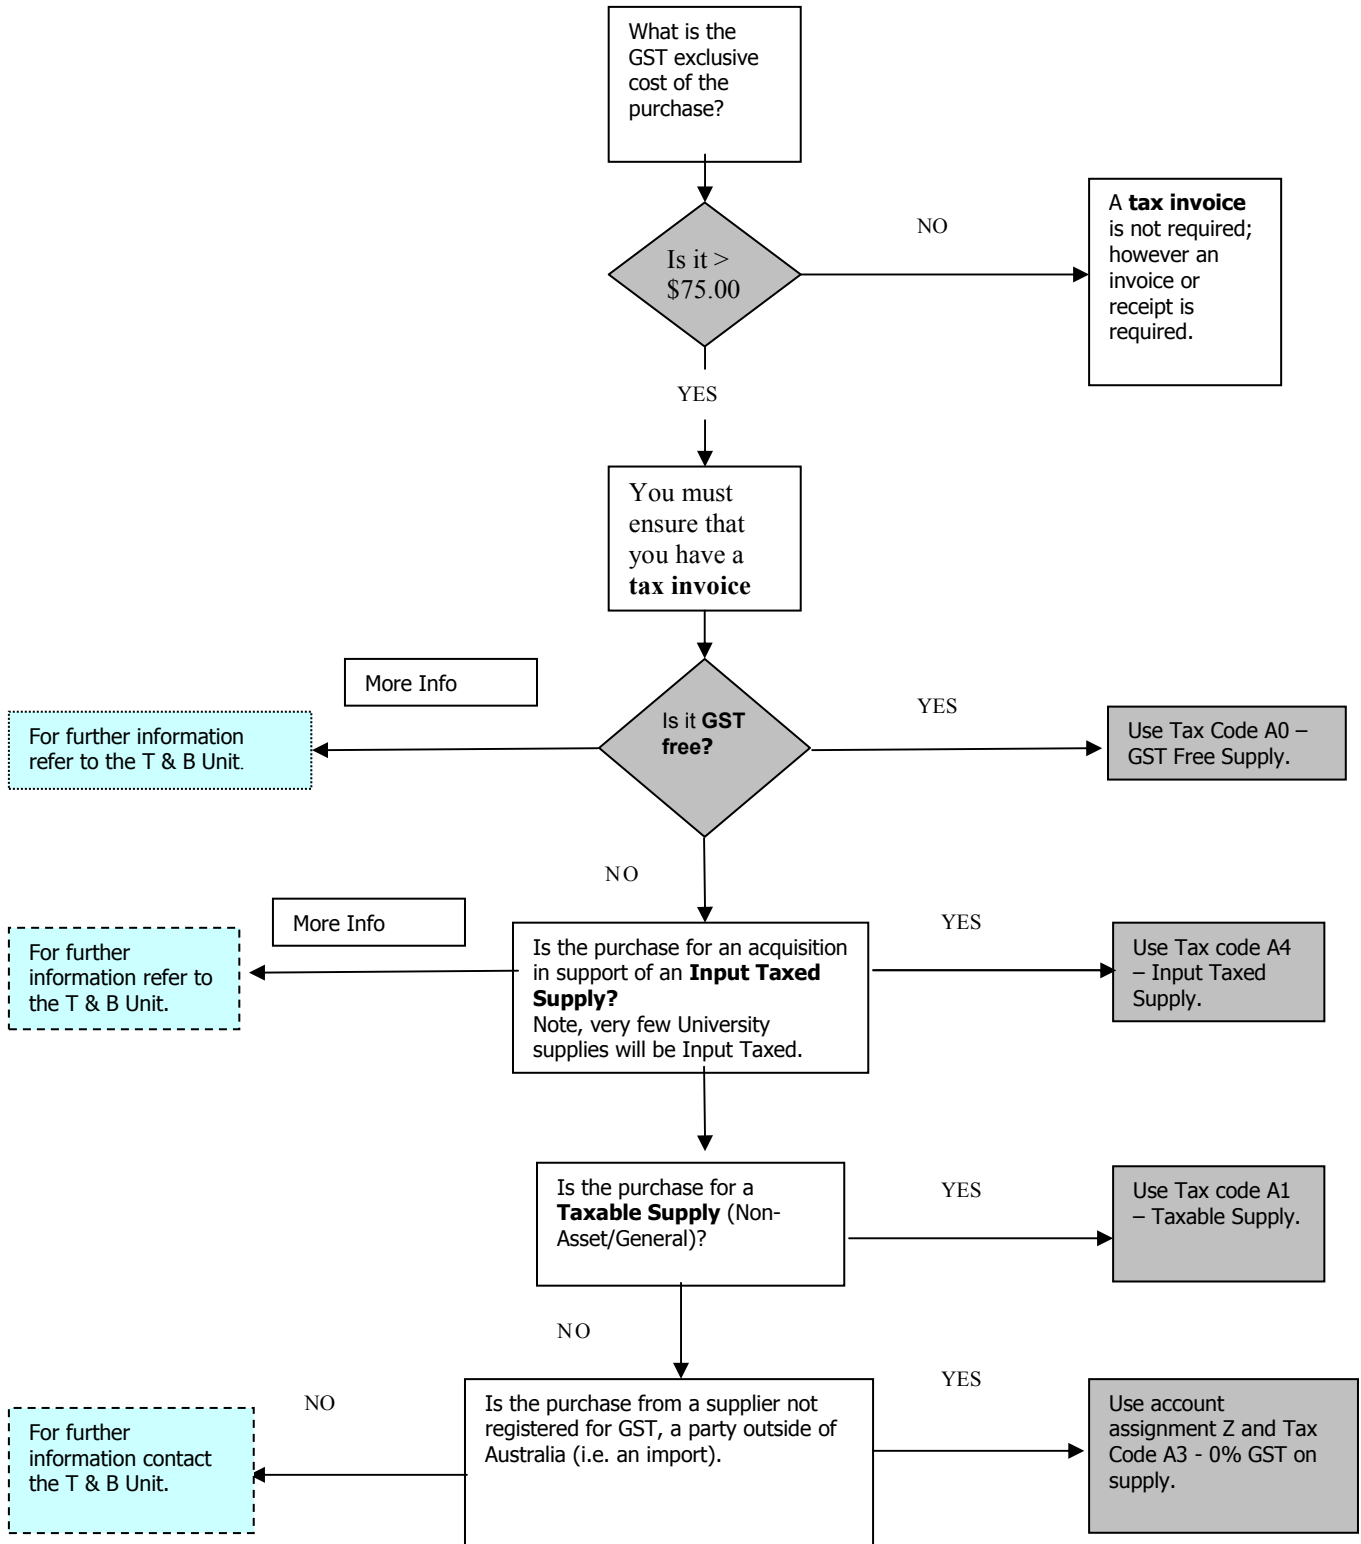 What is the
GST exclusive
cost of the
purchase?
Is it >
$75.00
NO
A tax invoice
is not required;
however an
invoice or
receipt is
required.
YES
You must
ensure that
you have a
tax invoice
More Info
For further information
refer to the T & B Unit.
Is it GST
free?
YES
Use Tax Code A0 –
GST Free Supply.
NO
More Info
For further
information refer to
the T & B Unit.
Is the purchase for an acquisition
in support of an Input Taxed
Supply?
Note, very few University
supplies will be Input Taxed.
YES
Use Tax code A4
– Input Taxed
Supply.
Is the purchase for a
Taxable Supply (Non-
Asset/General)?
YES
Use Tax code A1
– Taxable Supply.
NO
Is the purchase from a supplier not
registered for GST, a party outside of
Australia (i.e. an import).
NO
For further
information contact
the T & B Unit.
YES
Use account
assignment Z and Tax
Code A3 - 0% GST on
supply.